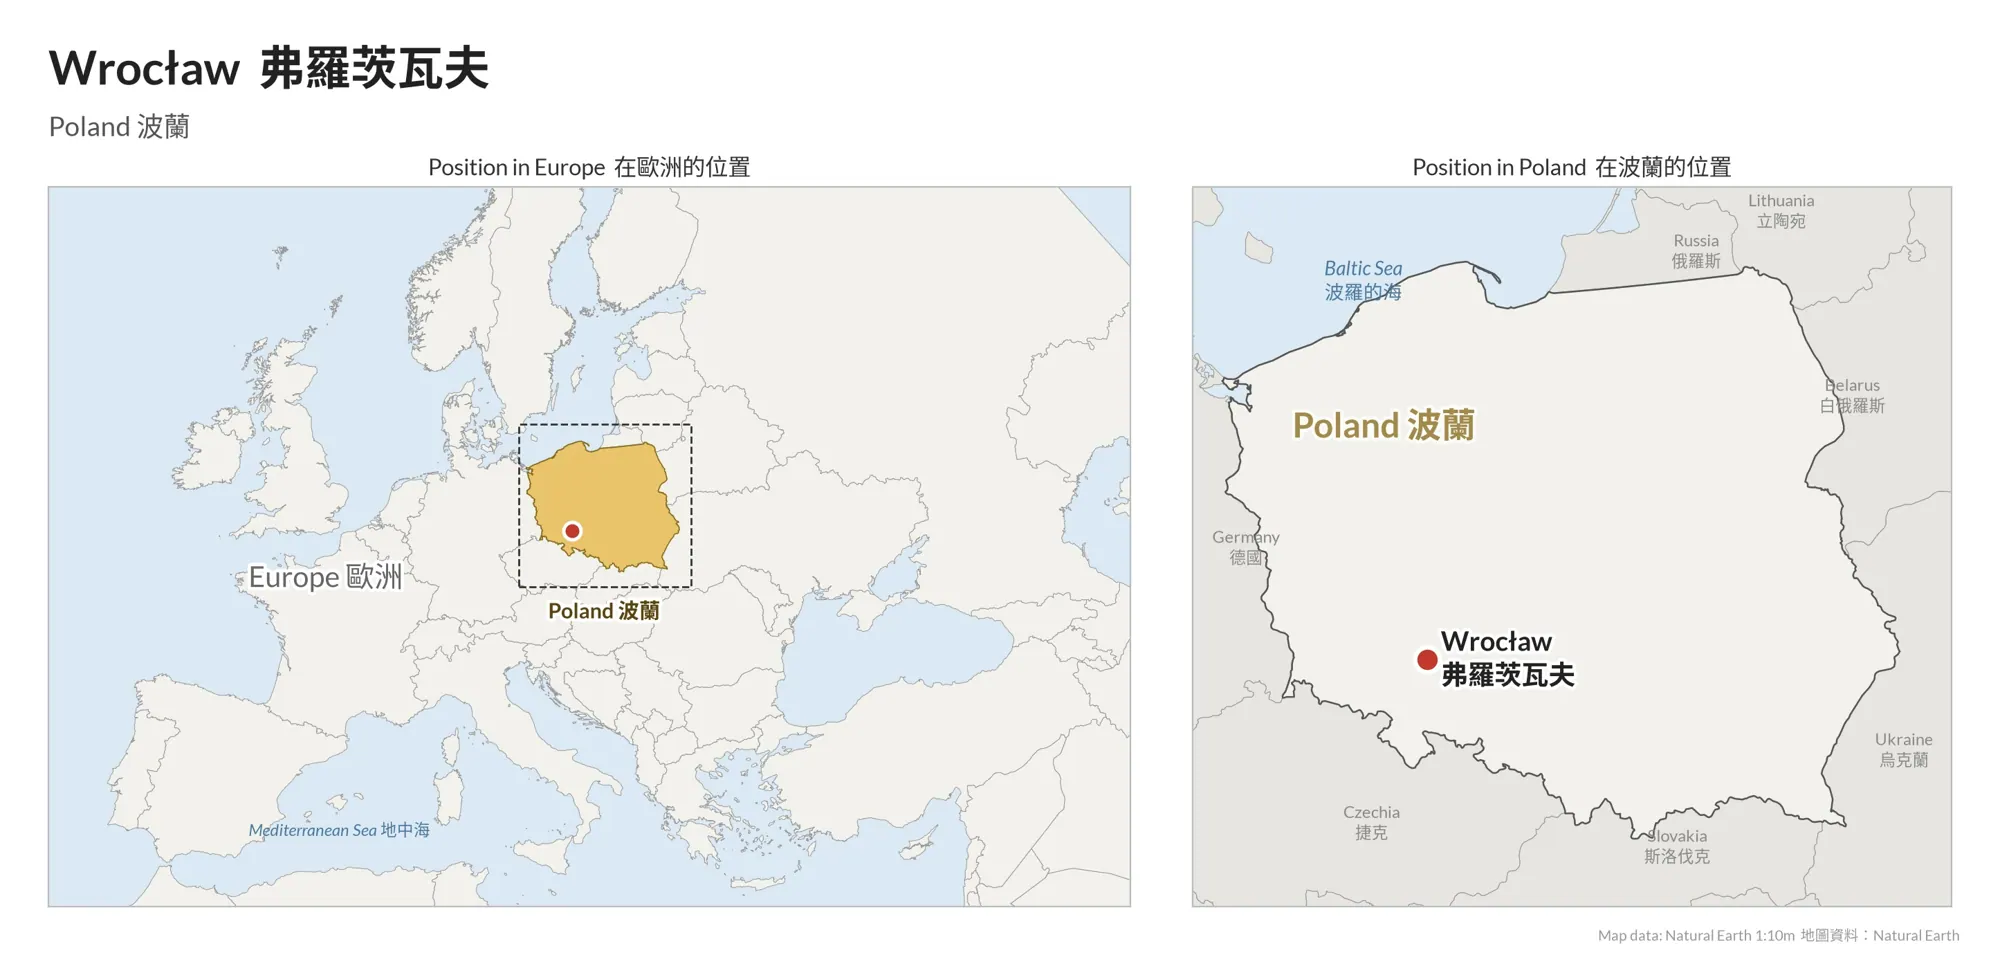 Wrocław 弗羅茨瓦夫
Poland 波蘭
Position in Europe 在歐洲的位置
Position in Poland 在波蘭的位置
Europe 歐洲
Poland 波蘭
Mediterranean Sea 地中海
Lithuania
立陶宛
Russia
俄羅斯
Baltic Sea
波羅的海
Belarus
白俄羅斯
Poland 波蘭
Germany
德國
Wrocław
弗羅茨瓦夫
Ukraine
烏克蘭
Czechia
捷克
Slovakia
斯洛伐克
Map data: Natural Earth 1:10m 地圖資料：Natural Earth